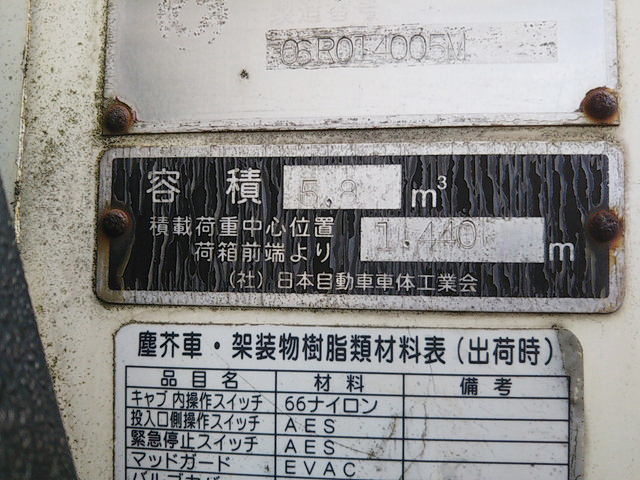 06R014005M
容積 5.3 m³
積載荷重中心位置
荷箱前端より 1.440 m
(社)日本自動車車体工業会
塵芥車・架装物樹脂類材料表(出荷時)
品目名 材料 備考
キャブ内操作スイッチ 66ナイロン
投入口側操作スイッチ AES
緊急停止スイッチ AES
マッドガード EVAC